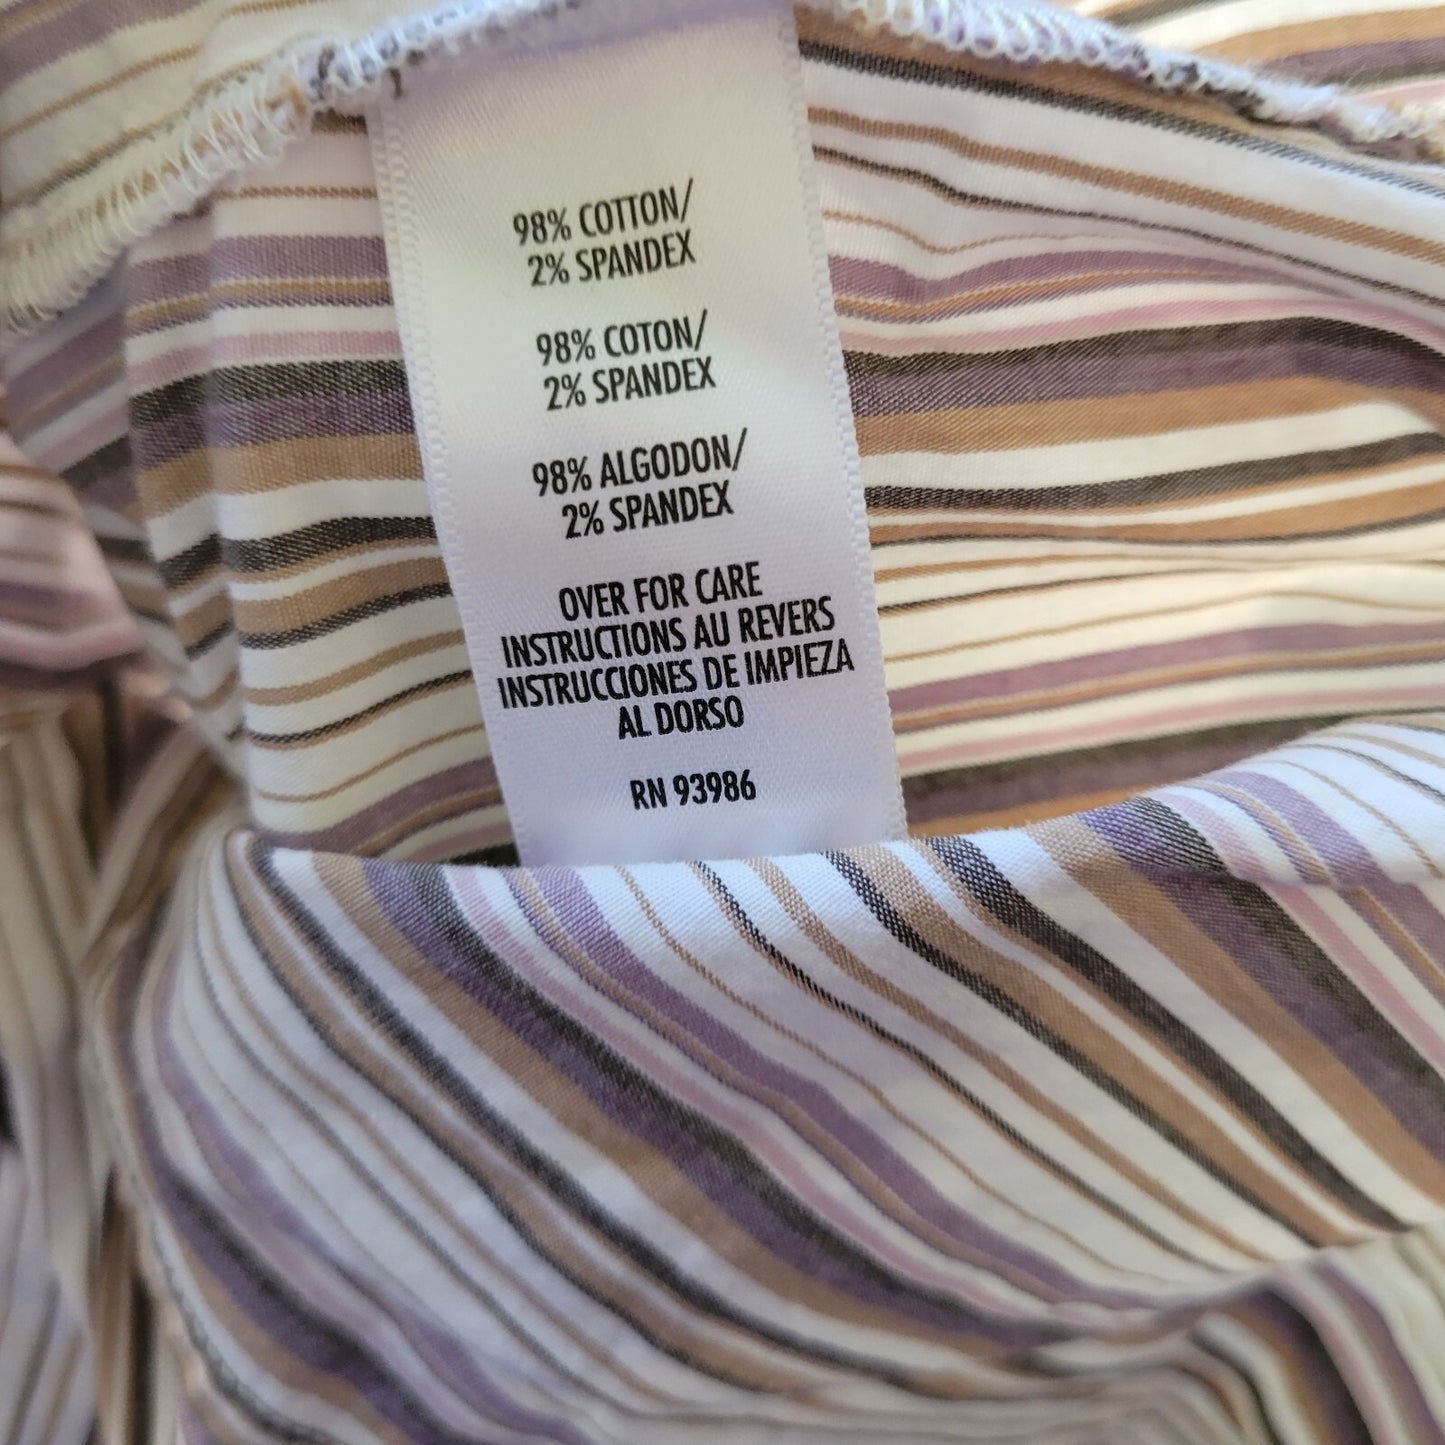 98% COTTON/
2% SPANDEX
98% COTON/
2% SPANDEX
98% ALGODON/
2% SPANDEX
OVER FOR CARE
INSTRUCTIONS AU REVERS
INSTRUCCIONES DE IMPIEZA
AL DORSO
RN 93986